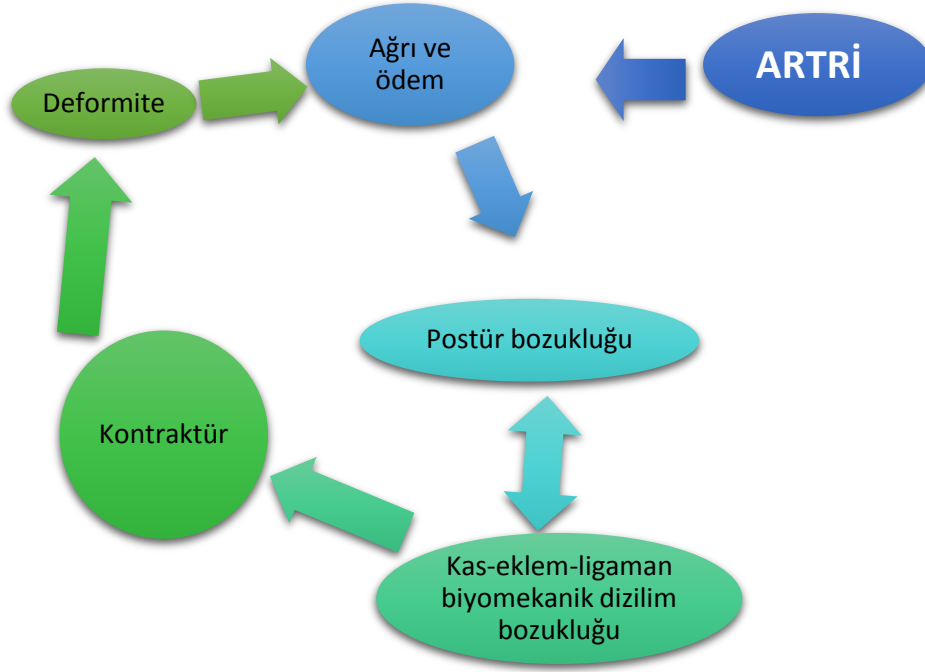 Ağrı ve
ödem
ARTRİ
Deformite
Postür bozukluğu
Kontraktür
Kas-eklem-ligaman
biyomekanik dizilim
bozukluğu